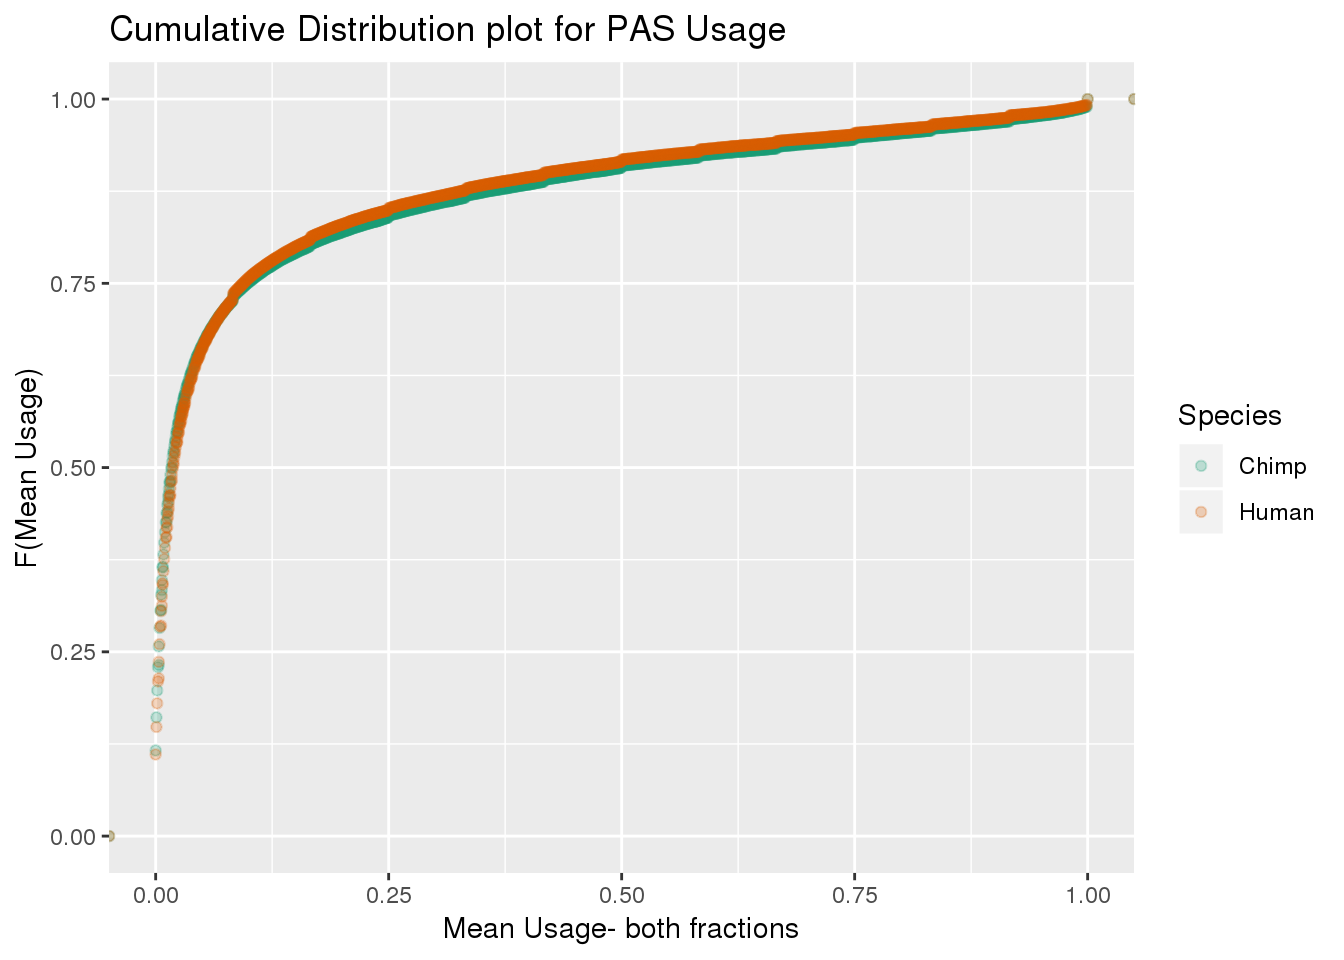 Cumulative Distribution plot for PAS Usage
1.00
0.75
0.50
0.25
0.00
F(Mean Usage)
0.00 0.25 0.50 0.75 1.00
Mean Usage- both fractions
Species
Chimp
Human